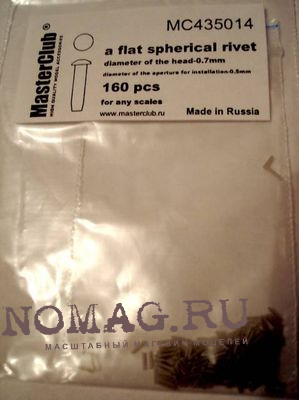 MC435014
MasterClub
HIGH QUALITY MODEL ACCESSORIES
a flat spherical rivet
diameter of the head-0.7mm
diameter of the aperture for installation-0.5mm
160 pcs
for any scales
www.masterclub.ru Made in Russia
NOMAG.RU
МАСШТАБНЫЙ МАГАЗИН МОДЕЛЕЙ